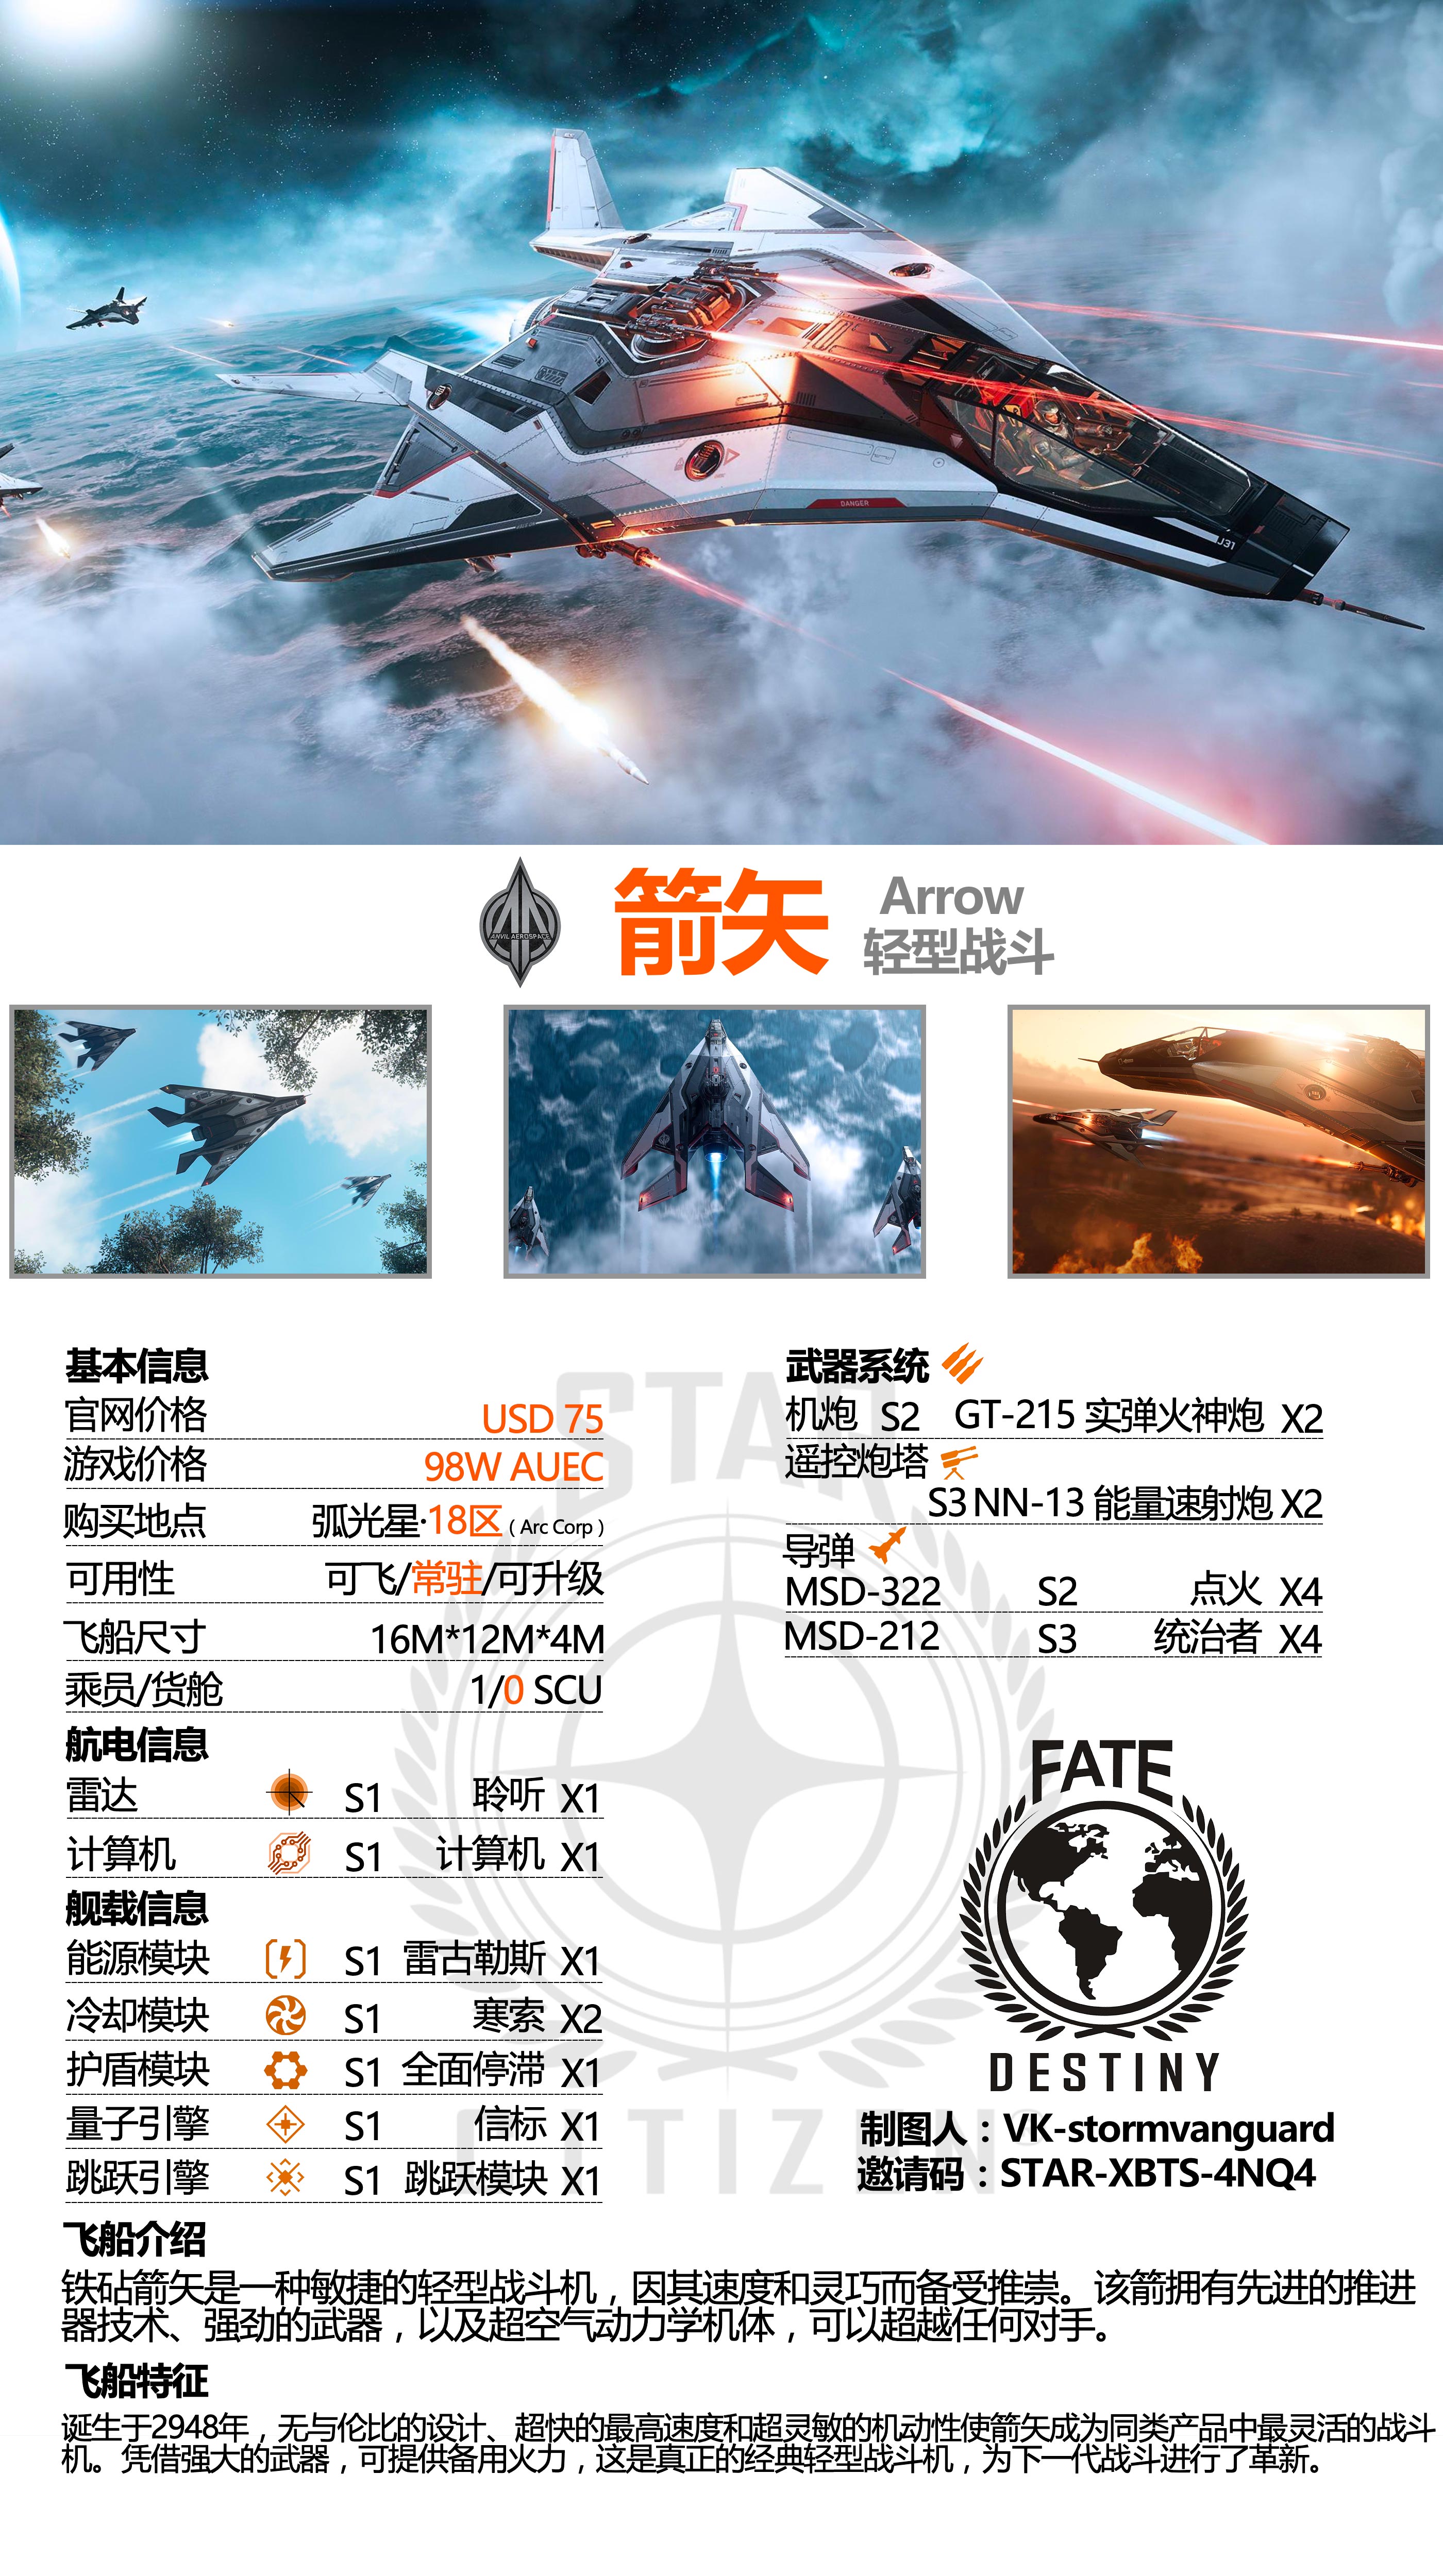 DANGER
J31
ANVIL AEROSPACE
箭矢
Arrow
轻型战斗
基本信息
官网价格 USD 75
游戏价格 98W AUEC
购买地点 弧光星·18区 ( Arc Corp )
可用性 可飞/常驻/可升级
飞船尺寸 16M*12M*4M
乘员/货舱 1/0 SCU
航电信息
雷达 S1 聆听 X1
计算机 S1 计算机 X1
舰载信息
能源模块 S1 雷古勒斯 X1
冷却模块 S1 寒索 X2
护盾模块 S1 全面停滞 X1
量子引擎 S1 信标 X1
跳跃引擎 S1 跳跃模块 X1
武器系统
机炮 S2 GT-215 实弹火神炮 X2
遥控炮塔
S3 NN-13 能量速射炮 X2
导弹
MSD-322 S2 点火 X4
MSD-212 S3 统治者 X4
STAR
CITIZEN
FATE
DESTINY
制图人：VK-stormvanguard
邀请码：STAR-XBTS-4NQ4
飞船介绍
铁砧箭矢是一种敏捷的轻型战斗机，因其速度和灵巧而备受推崇。该箭拥有先进的推进
器技术、强劲的武器，以及超空气动力学机体，可以超越任何对手。
飞船特征
诞生于2948年，无与伦比的设计、超快的最高速度和超灵敏的机动性使箭矢成为同类产品中最灵活的战斗
机。凭借强大的武器，可提供备用火力，这是真正的经典轻型战斗机，为下一代战斗进行了革新。